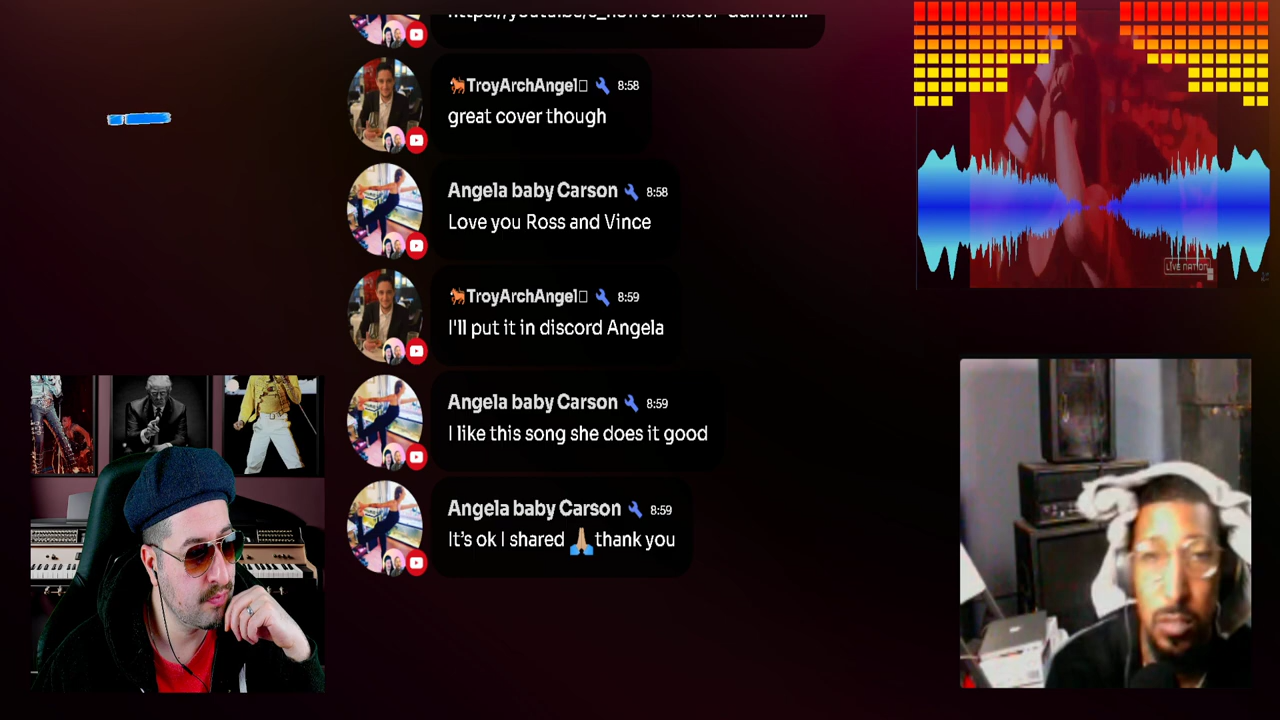 🐂TroyArchAngel 8:58
great cover though
Angela baby Carson 8:58
Love you Ross and Vince
🐂TroyArchAngel 8:59
I'll put it in discord Angela
Angela baby Carson 8:59
I like this song she does it good
Angela baby Carson 8:59
It's ok I shared 🙏🏼thank you
LIVE NATION